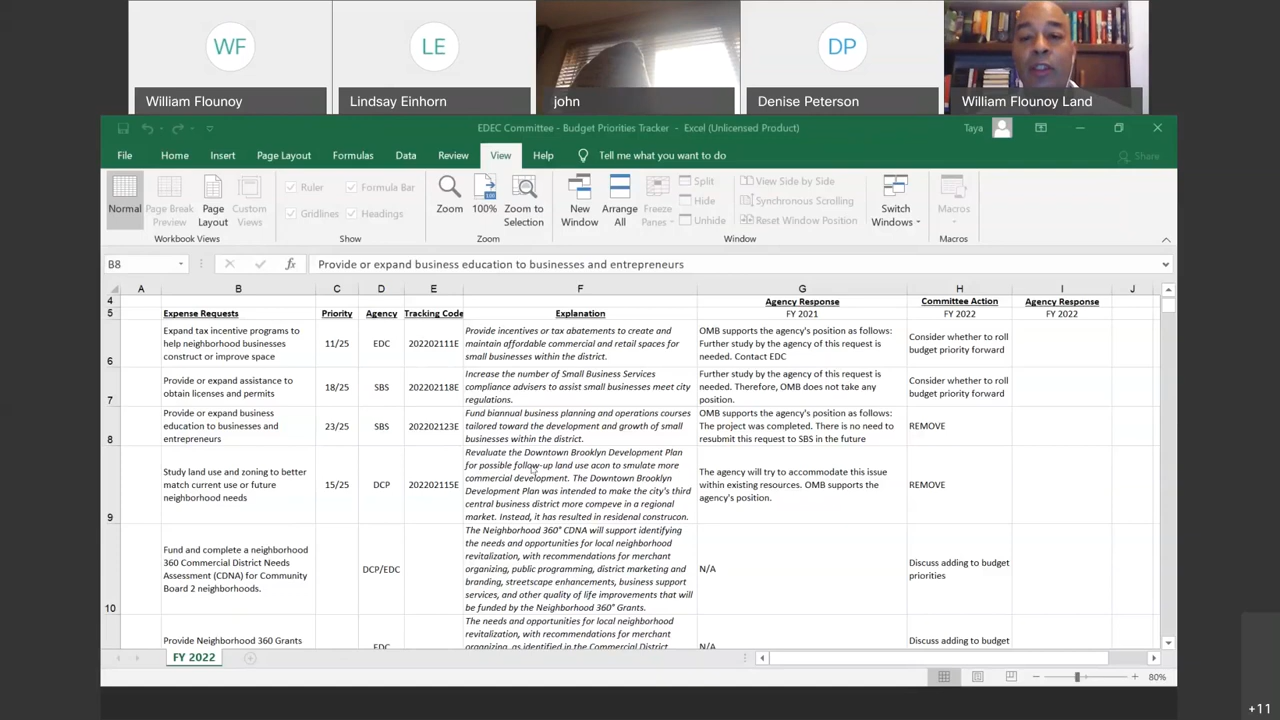 WF
LE
DP
William Flounoy
Lindsay Einhorn
john
Denise Peterson
William Flounoy Land
EDEC Committee - Budget Priorities Tracker - Excel (Unlicensed Product)
Taya
File
Home
Insert
Page Layout
Formulas
Data
Review
View
Help
Tell me what you want to do
Share
Normal
Page Break
Preview
Page
Layout
Custom
Views
Workbook Views
Ruler
Formula Bar
Gridlines
Headings
Show
Zoom
100%
Zoom to
Selection
Zoom
New
Window
Arrange
All
Freeze
Panes
Split
Hide
Unhide
View Side by Side
Synchronous Scrolling
Reset Window Position
Window
Switch
Windows
Macros
Macros
B8
fx
Provide or expand business education to businesses and entrepreneurs
A B C D E F G H I J
4
Agency Response
Committee Action
Agency Response
5
Expense Requests
Priority
Agency
Tracking Code
Explanation
FY 2021
FY 2022
FY 2022
6
Expand tax incentive programs to
help neighborhood businesses
construct or improve space
11/25
EDC
202202111E
Provide incentives or tax abatements to create and
maintain affordable commercial and retail spaces for
small businesses within the district.
OMB supports the agency's position as follows:
Further study by the agency of this request is
needed. Contact EDC
Consider whether to roll
budget priority forward
7
Provide or expand assistance to
obtain licenses and permits
18/25
SBS
202202118E
Increase the number of Small Business Services
compliance advisers to assist small businesses meet city
regulations.
Further study by the agency of this request is
needed. Therefore, OMB does not take any
position.
Consider whether to roll
budget priority forward
8
Provide or expand business
education to businesses and
entrepreneurs
23/25
SBS
202202123E
Fund biannual business planning and operations courses
tailored toward the development and growth of small
businesses within the district.
OMB supports the agency's position as follows:
The project was completed. There is no need to
resubmit this request to SBS in the future
REMOVE
9
Study land use and zoning to better
match current use or future
neighborhood needs
15/25
DCP
202202115E
Revaluate the Downtown Brooklyn Development Plan
for possible follow-up land use acon to smulate more
commercial development. The Downtown Brooklyn
Development Plan was intended to make the city's third
central business district more compeve in a regional
market. Instead, it has resulted in residenal construcon.
The agency will try to accommodate this issue
within existing resources. OMB supports the
agency's position.
REMOVE
10
Fund and complete a neighborhood
360 Commercial District Needs
Assessment (CDNA) for Community
Board 2 neighborhoods.
DCP/EDC
The Neighborhood 360° CDNA will support identifying
the needs and opportunities for local neighborhood
revitalization, with recommendations for merchant
organizing, public programming, district marketing and
branding, streetscape enhancements, business support
services, and other quality of life improvements that will
be funded by the Neighborhood 360° Grants.
N/A
Discuss adding to budget
priorities
Provide Neighborhood 360 Grants
EDC
The needs and opportunities for local neighborhood
revitalization, with recommendations for merchant
organizing, as identified in the Commercial District
N/A
Discuss adding to budget
FY 2022
80%
+11